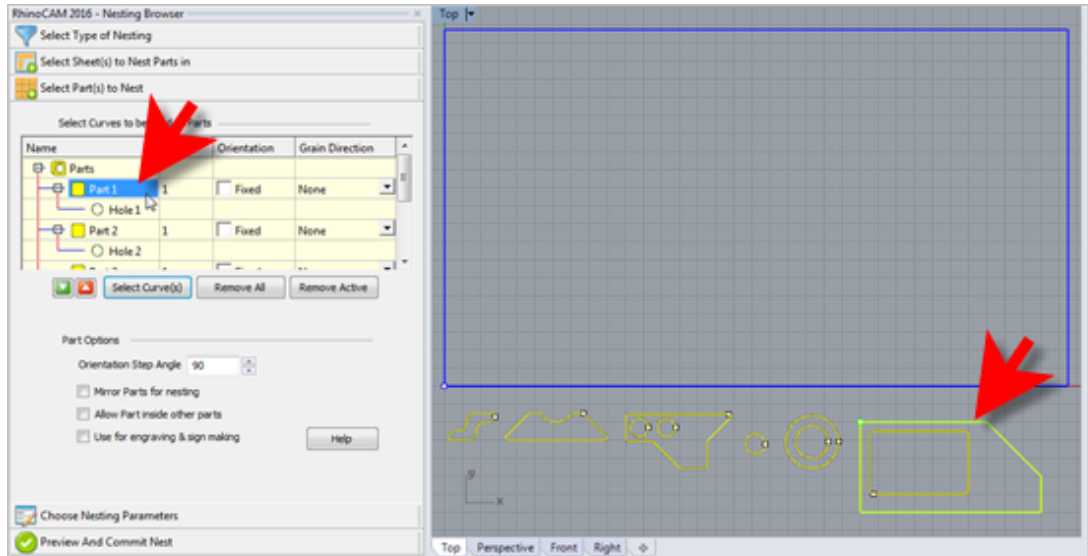 RhinoCAM 2016 - Nesting Browser
Top
Select Type of Nesting
Select Sheet(s) to Nest Parts in
Select Part(s) to Nest
Select Curves to be Parts
Name Orientation Grain Direction
Parts
Part 1 1 Fixed None
Hole 1
Part 2 1 Fixed None
Hole 2
Select Curve(s) Remove All Remove Active
Part Options
Orientation Step Angle 90
Mirror Parts for nesting
Allow Part inside other parts
Use for engraving & sign making Help
y
x
Choose Nesting Parameters
Preview And Commit Nest
Top Perspective Front Right